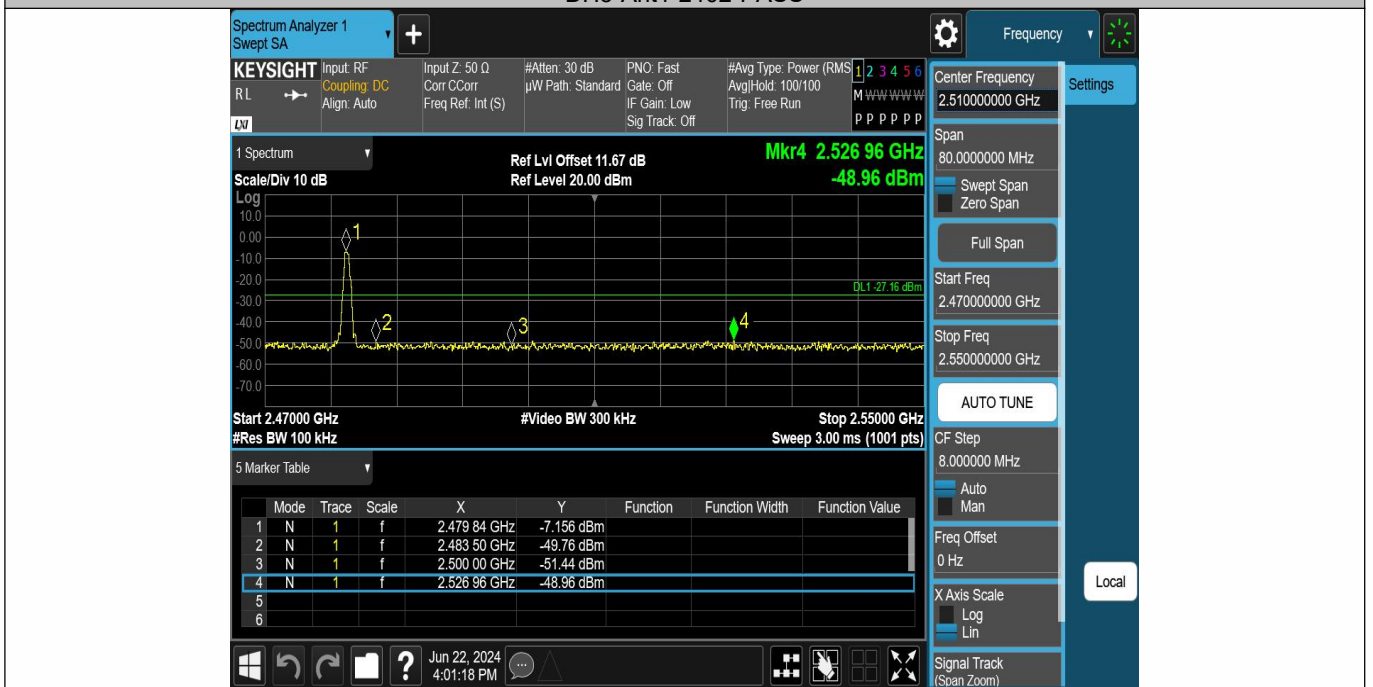 Spectrum Analyzer 1
Swept SA
+
Frequency
KEYSIGHT Input: RF Input Z: 50 Ω #Atten: 30 dB PNO: Fast #Avg Type: Power (RMS 1 2 3 4 5 6
R L Coupling: DC Corr CCorr µW Path: Standard Gate: Off Avg|Hold: 100/100 M W W W W W
Align: Auto Freq Ref: Int (S) IF Gain: Low Trig: Free Run
LXI Sig Track: Off P P P P P P
1 Spectrum
Ref Lvl Offset 11.67 dB Mkr4 2.526 96 GHz
Scale/Div 10 dB Ref Level 20.00 dBm -48.96 dBm
Log
10.0
0.00
-10.0
-20.0
-30.0
-40.0
-50.0
-60.0
-70.0
1
2
3
4
DL1 -27.16 dBm
Start 2.47000 GHz #Video BW 300 kHz Stop 2.55000 GHz
#Res BW 100 kHz Sweep 3.00 ms (1001 pts)
5 Marker Table
Mode Trace Scale X Y Function Function Width Function Value
1 N 1 f 2.479 84 GHz -7.156 dBm
2 N 1 f 2.483 50 GHz -49.76 dBm
3 N 1 f 2.500 00 GHz -51.44 dBm
4 N 1 f 2.526 96 GHz -48.96 dBm
5
6
? Jun 22, 2024
4:01:18 PM
Center Frequency
2.510000000 GHz
Settings
Span
80.0000000 MHz
Swept Span
Zero Span
Full Span
Start Freq
2.470000000 GHz
Stop Freq
2.550000000 GHz
AUTO TUNE
CF Step
8.000000 MHz
Auto
Man
Freq Offset
0 Hz
Local
X Axis Scale
Log
Lin
Signal Track
(Span Zoom)